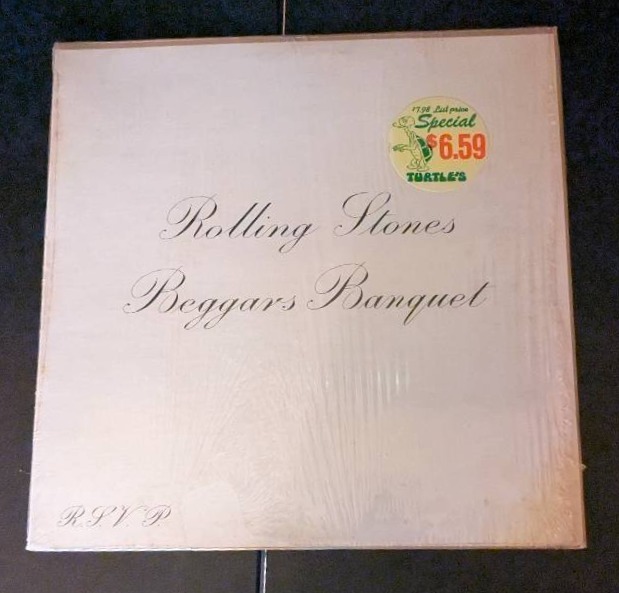 $7.98 List price
Special
$6.59
TURTLE'S
Rolling Stones
Beggars Banquet
R.S.V.P